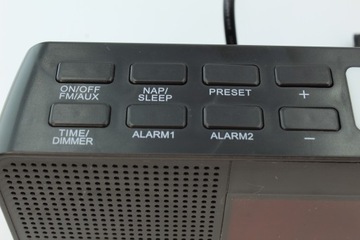 ON/OFF
FM/AUX
NAP/
SLEEP
PRESET
+
TIME/
DIMMER
ALARM1
ALARM2
−